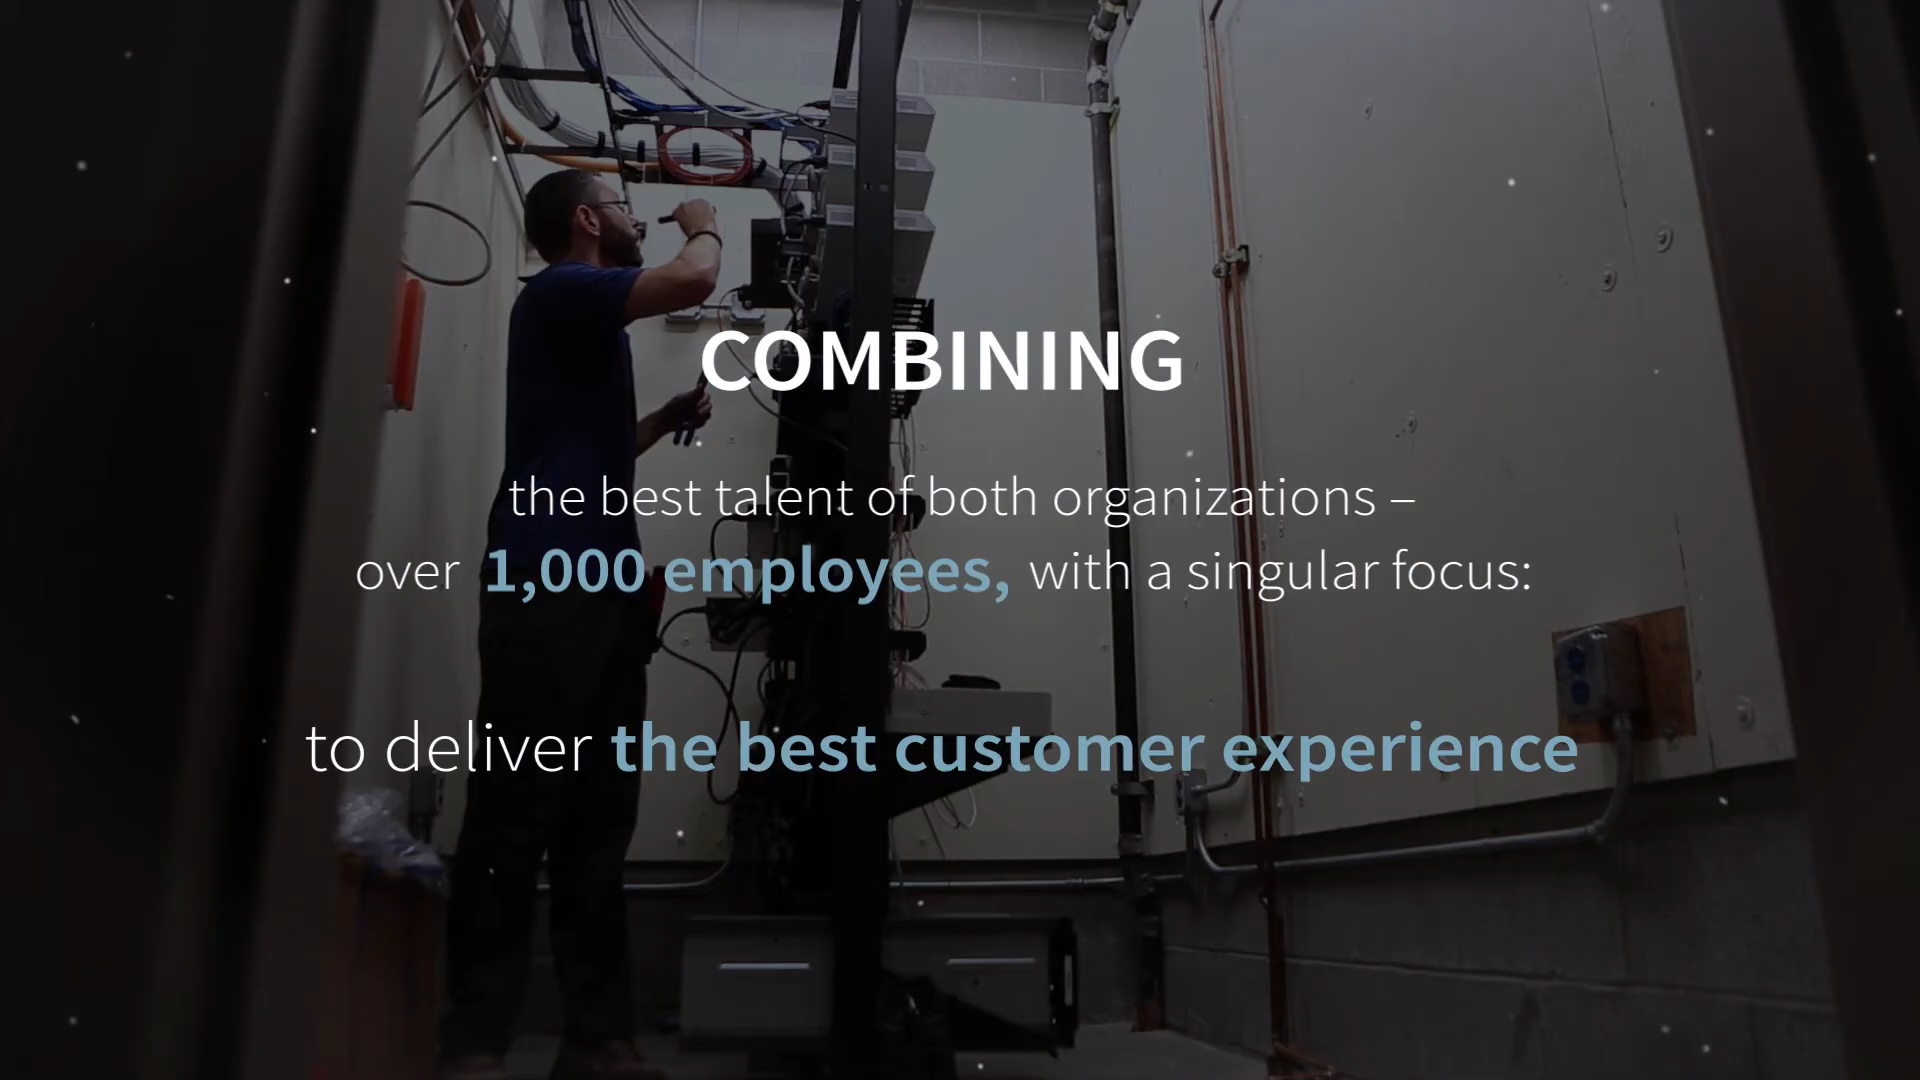 COMBINING
the best talent of both organizations –
over 1,000 employees, with a singular focus:
to deliver the best customer experience